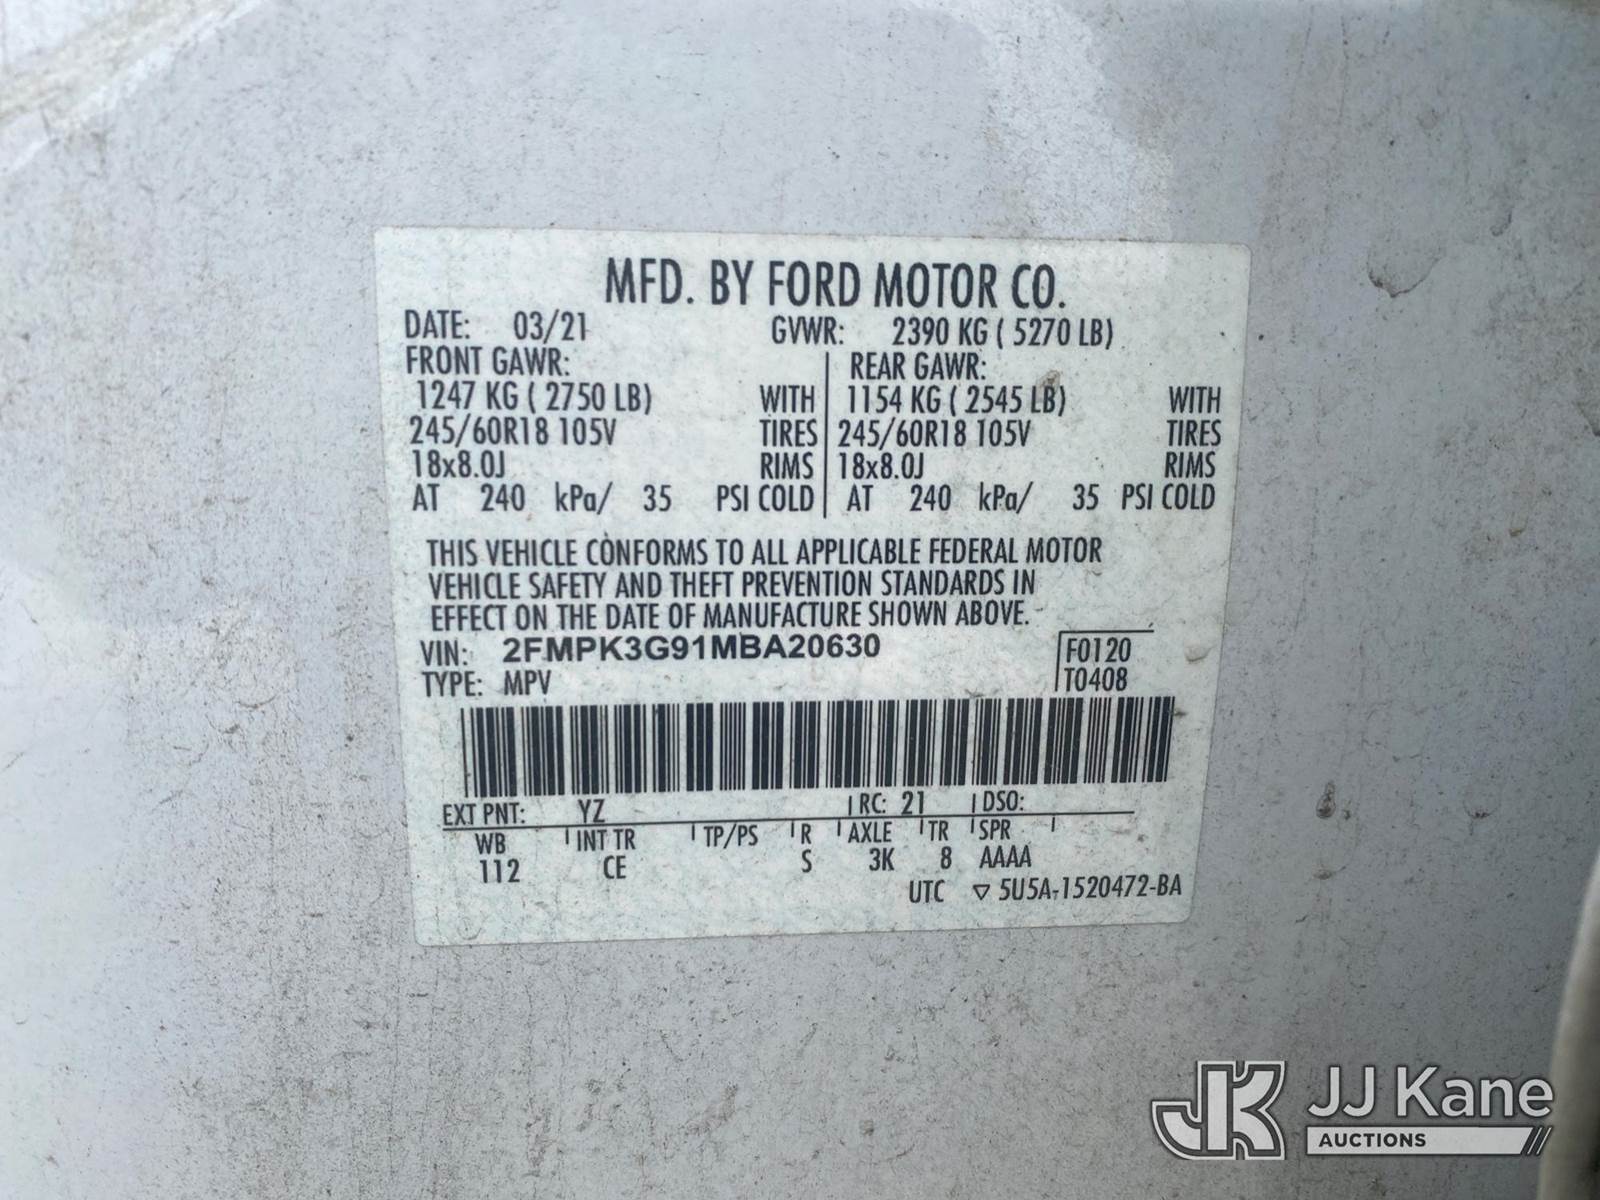 MFD. BY FORD MOTOR CO.
DATE: 03/21 GVWR: 2390 KG ( 5270 LB)
FRONT GAWR: REAR GAWR:
1247 KG ( 2750 LB) WITH 1154 KG ( 2545 LB) WITH
245/60R18 105V TIRES 245/60R18 105V TIRES
18x8.0J RIMS 18x8.0J RIMS
AT 240 kPa/ 35 PSI COLD AT 240 kPa/ 35 PSI COLD
THIS VEHICLE CONFORMS TO ALL APPLICABLE FEDERAL MOTOR
VEHICLE SAFETY AND THEFT PREVENTION STANDARDS IN
EFFECT ON THE DATE OF MANUFACTURE SHOWN ABOVE.
VIN: 2FMPK3G91MBA20630 F0120
TYPE: MPV T0408
EXT PNT: YZ RC: 21 DSO:
WB INT TR TP/PS R AXLE TR SPR
112 CE S 3K 8 AAAA
UTC ▽ 5U5A-1520472-BA
JK JJ Kane
AUCTIONS